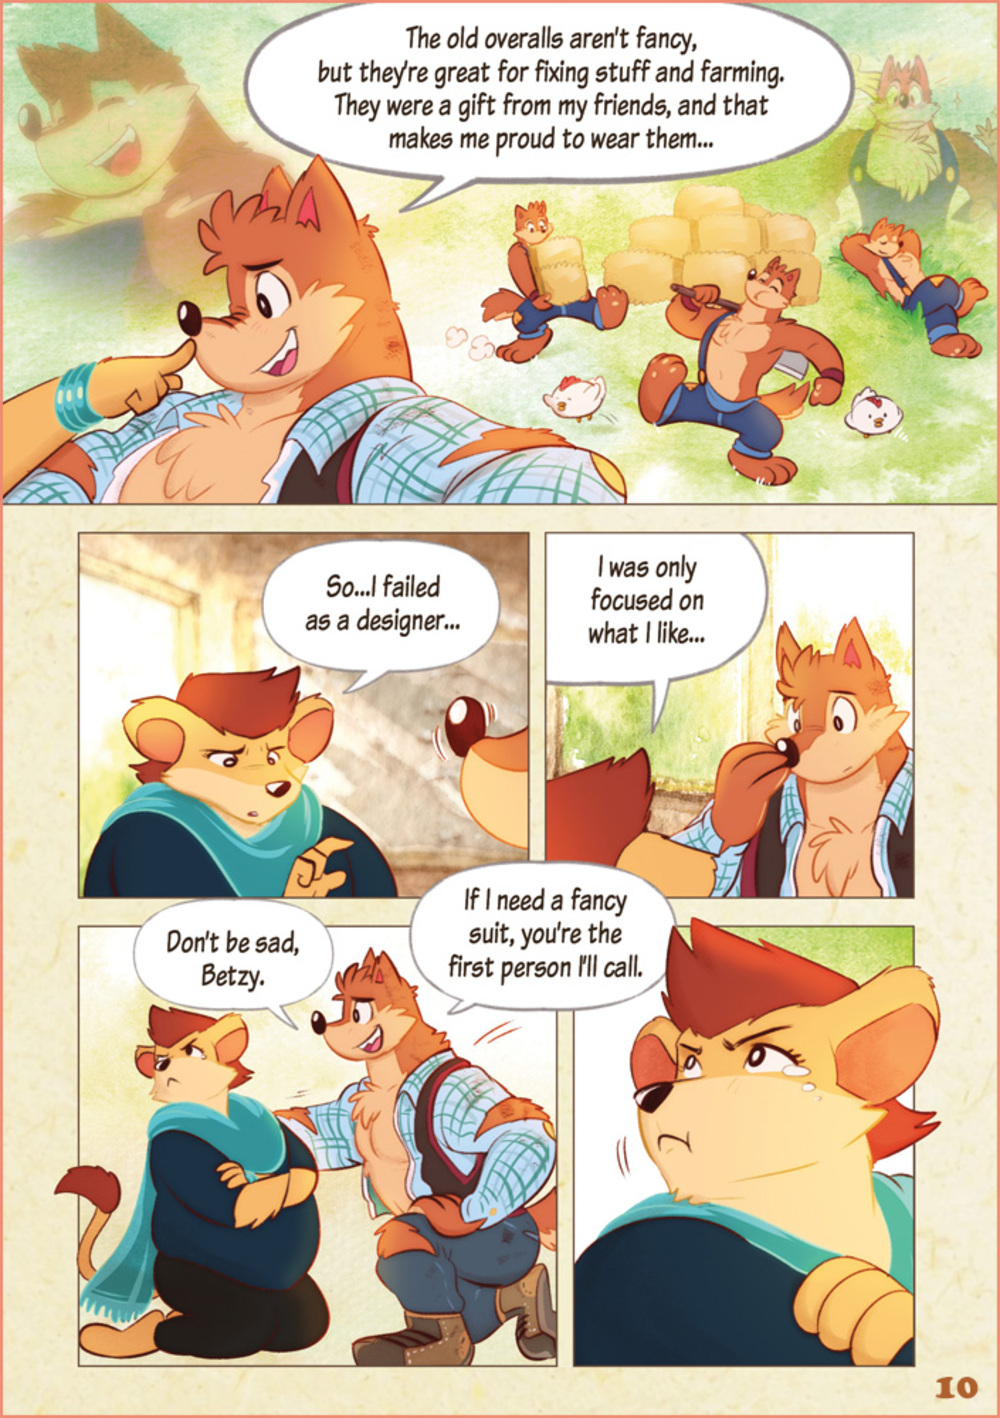 The old overalls aren't fancy,
but they're great for fixing stuff and farming.
They were a gift from my friends, and that
makes me proud to wear them...
So...I failed
as a designer...
I was only
focused on
what I like...
Don't be sad,
Betzy.
If I need a fancy
suit, you're the
first person I'll call.
10